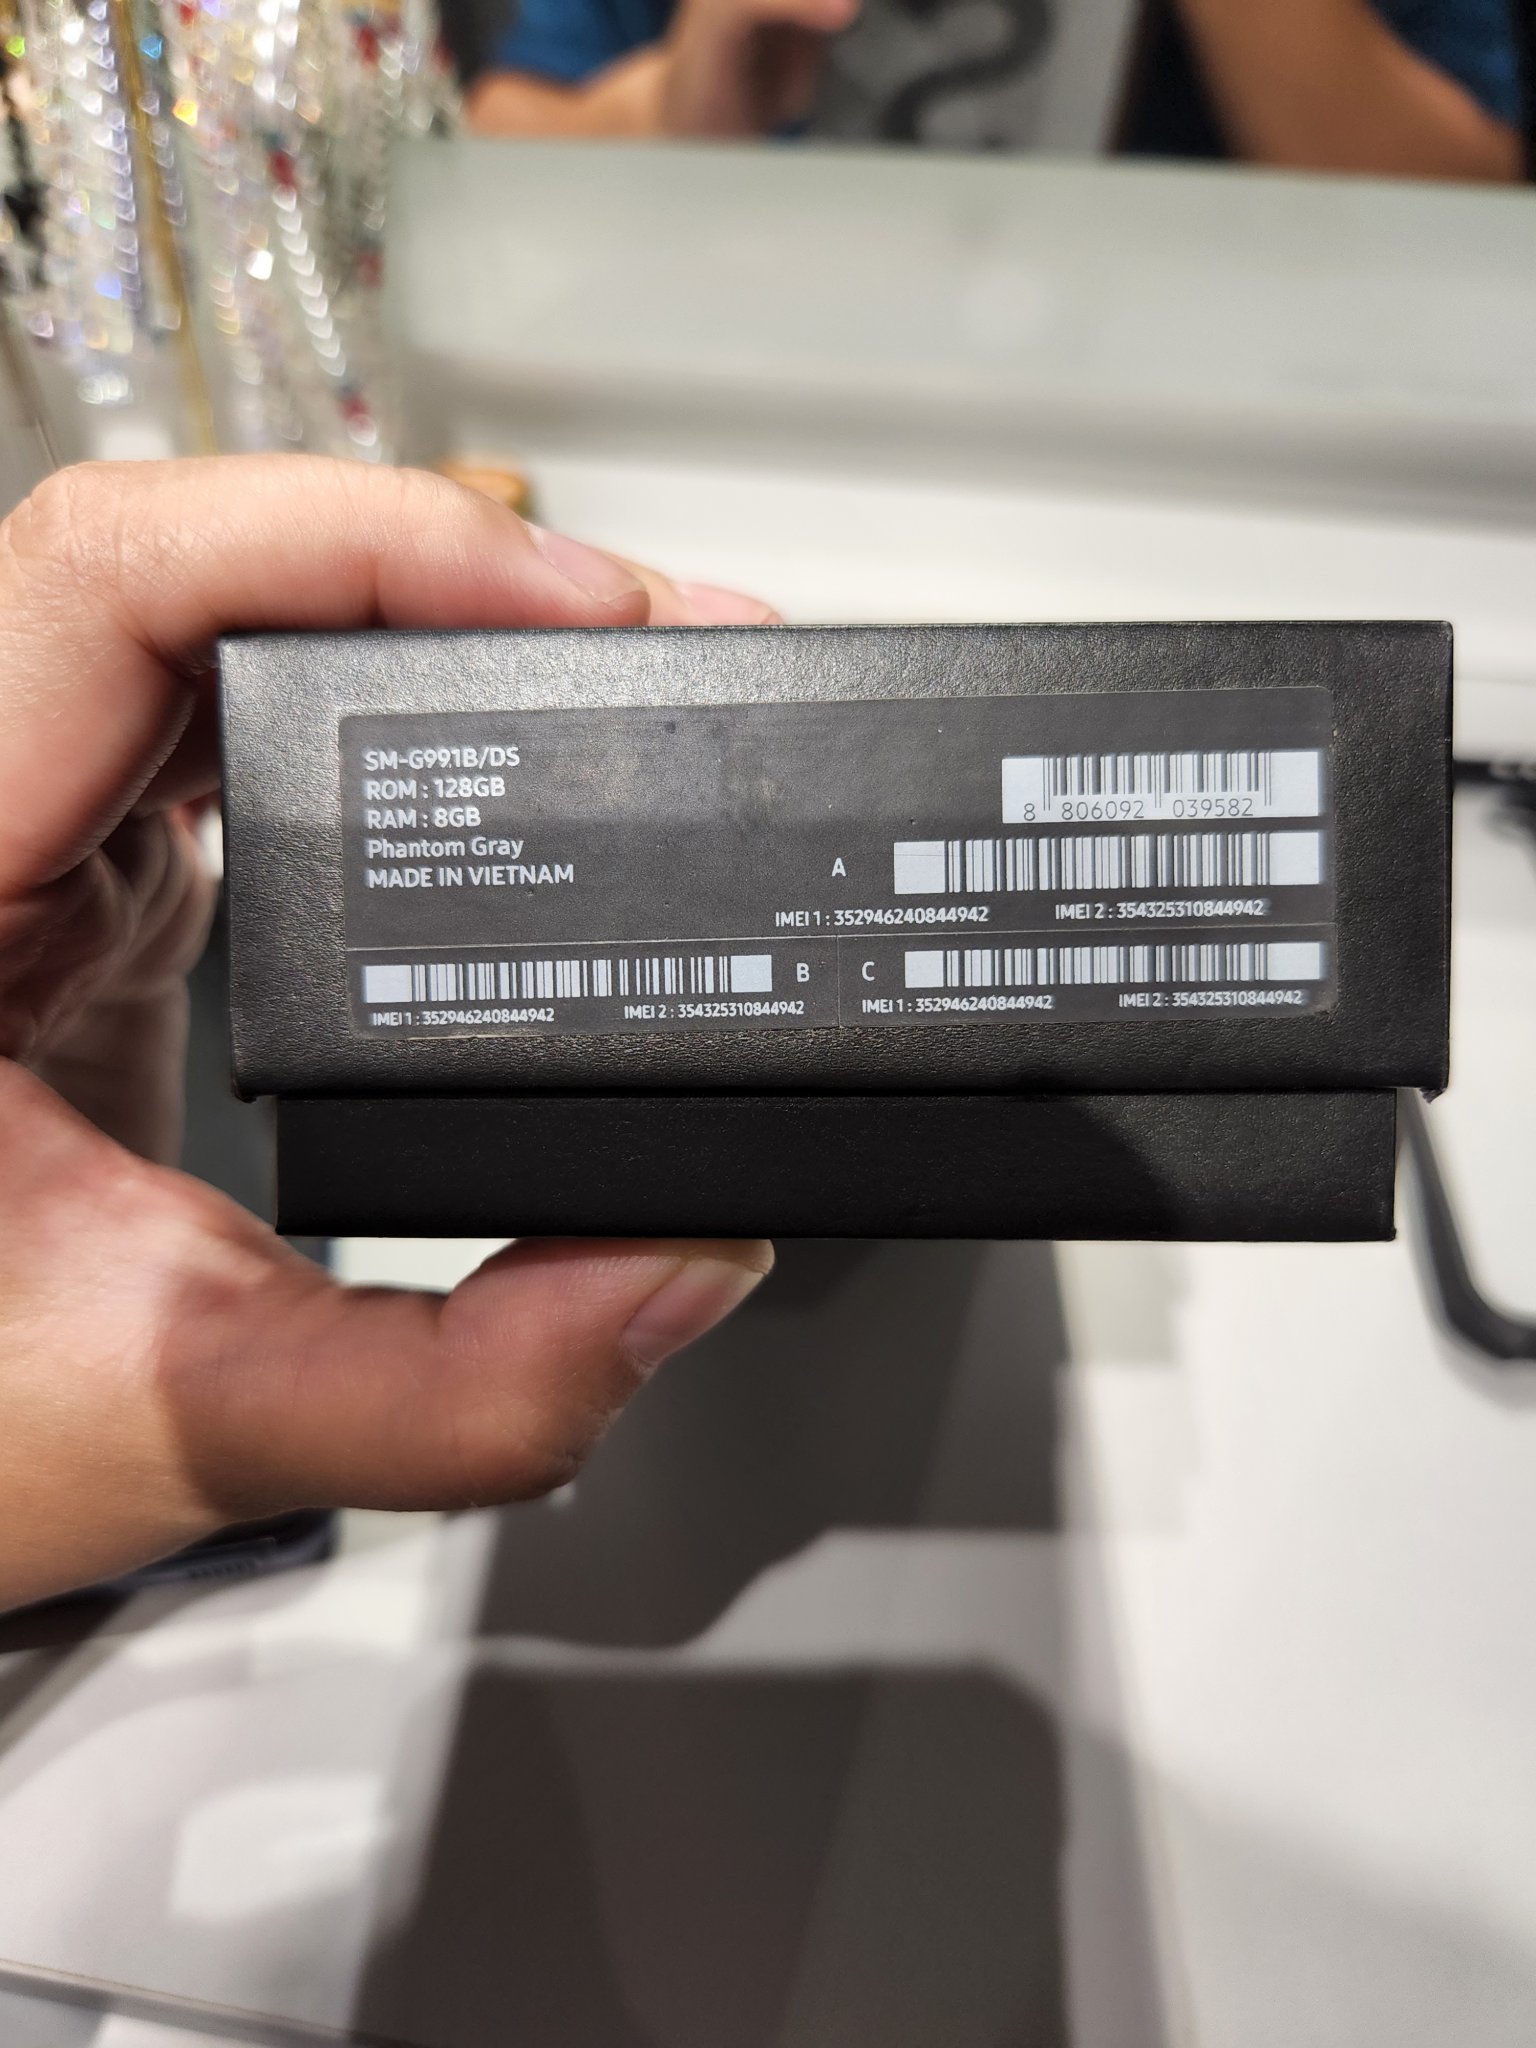 SM-G991B/DS
ROM : 128GB
RAM : 8GB
Phantom Gray
MADE IN VIETNAM
8 806092 039582
A
IMEI 1 : 352946240844942 IMEI 2 : 354325310844942
B
IMEI 1 : 352946240844942 IMEI 2 : 354325310844942
C
IMEI 1 : 352946240844942 IMEI 2 : 354325310844942